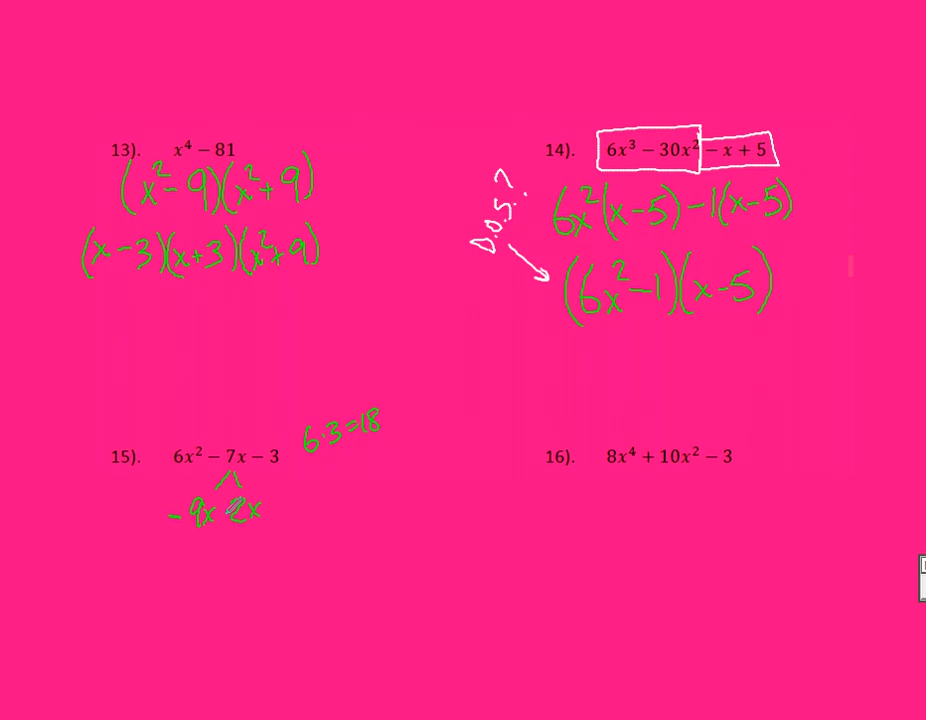 13). x⁴ − 81
(x² − 9)(x² + 9)
(x − 3)(x + 3)(x² + 9)
14). 6x³ − 30x² − x + 5
6x²(x − 5) − 1(x − 5)
D.O.S.?
(6x² − 1)(x − 5)
15). 6x² − 7x − 3
6·3=18
− 9x 2x
16). 8x⁴ + 10x² − 3